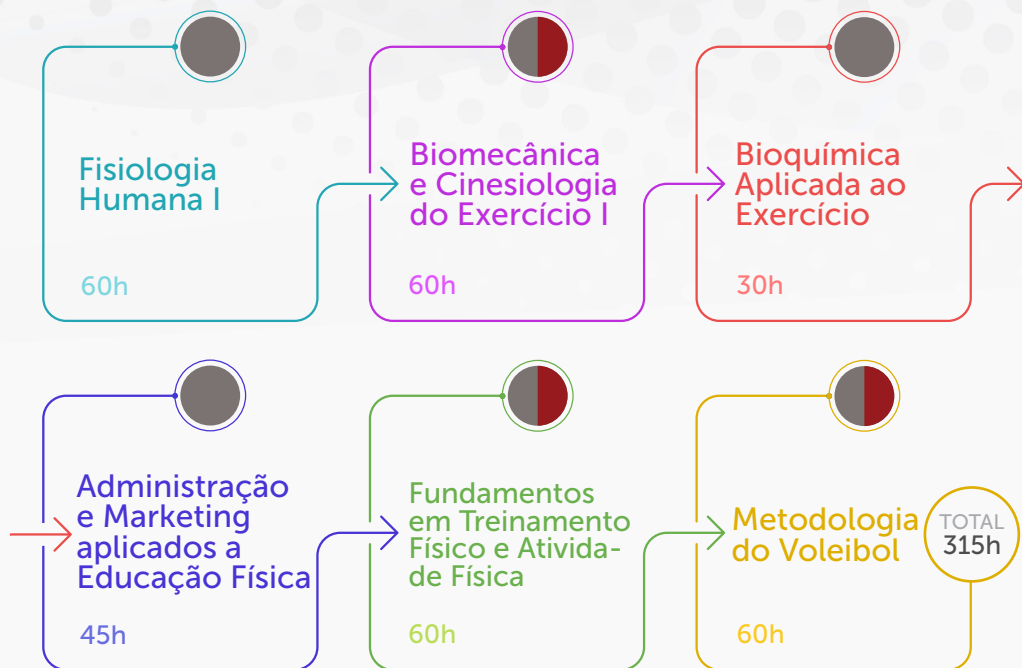 Fisiologia
Humana I
60h
Biomecânica
e Cinesiologia
do Exercício I
60h
Bioquímica
Aplicada ao
Exercício
30h
Administração
e Marketing
aplicados a
Educação Física
45h
Fundamentos
em Treinamento
Físico e Ativida-
de Física
60h
Metodologia
do Voleibol
60h
TOTAL
315h